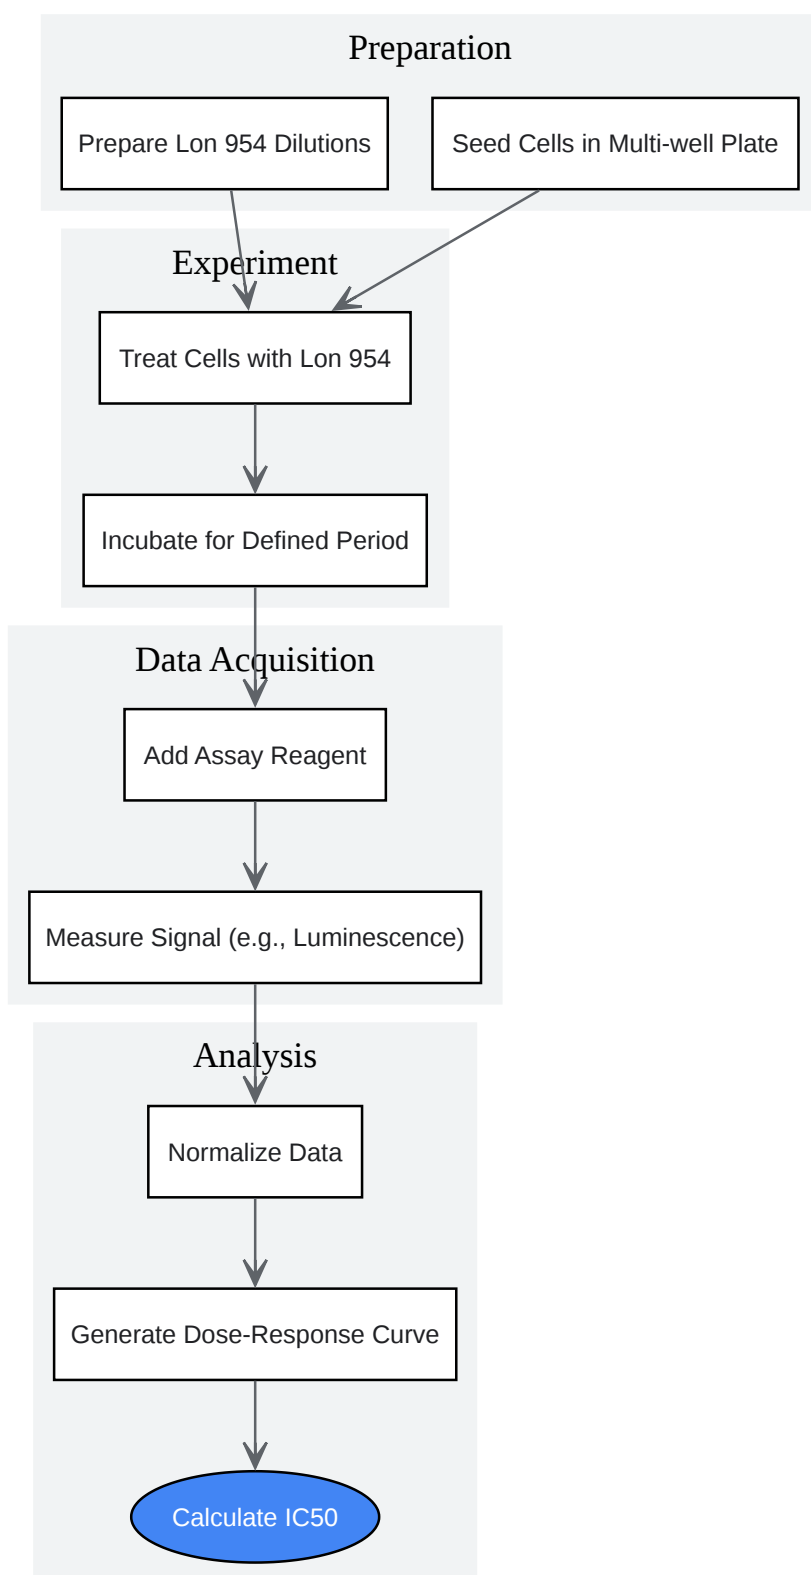 Preparation
Prepare Lon 954 Dilutions
Seed Cells in Multi-well Plate
Experiment
Treat Cells with Lon 954
Incubate for Defined Period
Data Acquisition
Add Assay Reagent
Measure Signal (e.g., Luminescence)
Analysis
Normalize Data
Generate Dose-Response Curve
Calculate IC50